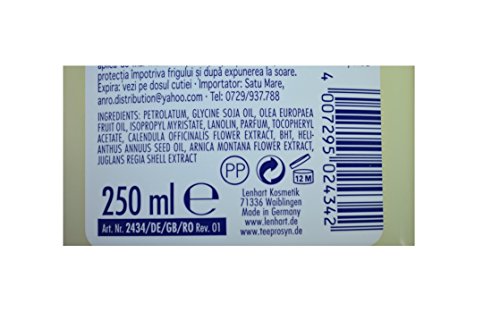 protecția împotriva frigului și după expunerea la soare.
Expira: vezi pe dosul cutiei • Importator: Satu Mare,
anro.distribution@yahoo.com • Tel: 0729/937.788
INGREDIENTS: PETROLATUM, GLYCINE SOJA OIL, OLEA EUROPAEA
FRUIT OIL, ISOPROPYL MYRISTATE, LANOLIN, PARFUM, TOCOPHERYL
ACETATE, CALENDULA OFFICINALIS FLOWER EXTRACT, BHT, HELI-
ANTHUS ANNUUS SEED OIL, ARNICA MONTANA FLOWER EXTRACT,
JUGLANS REGIA SHELL EXTRACT
PP
12 M
250 ml e
Lenhart Kosmetik
71336 Waiblingen
Made in Germany
www.lenhart.de
www.teeprosyn.de
Art. Nr. 2434/DE/GB/RO Rev. 01
4 007295 024342